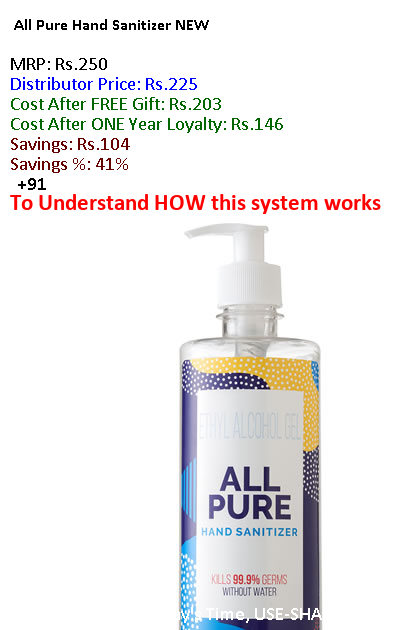 All Pure Hand Sanitizer NEW
MRP: Rs.250
Distributor Price: Rs.225
Cost After FREE Gift: Rs.203
Cost After ONE Year Loyalty: Rs.146
Savings: Rs.104
Savings %: 41%
+91
To Understand HOW this system works
ETHYL ALCOHOL GEL
ALL
PURE
HAND SANITIZER
KILLS 99.9% GERMS
WITHOUT WATER
Time, USE-SHA